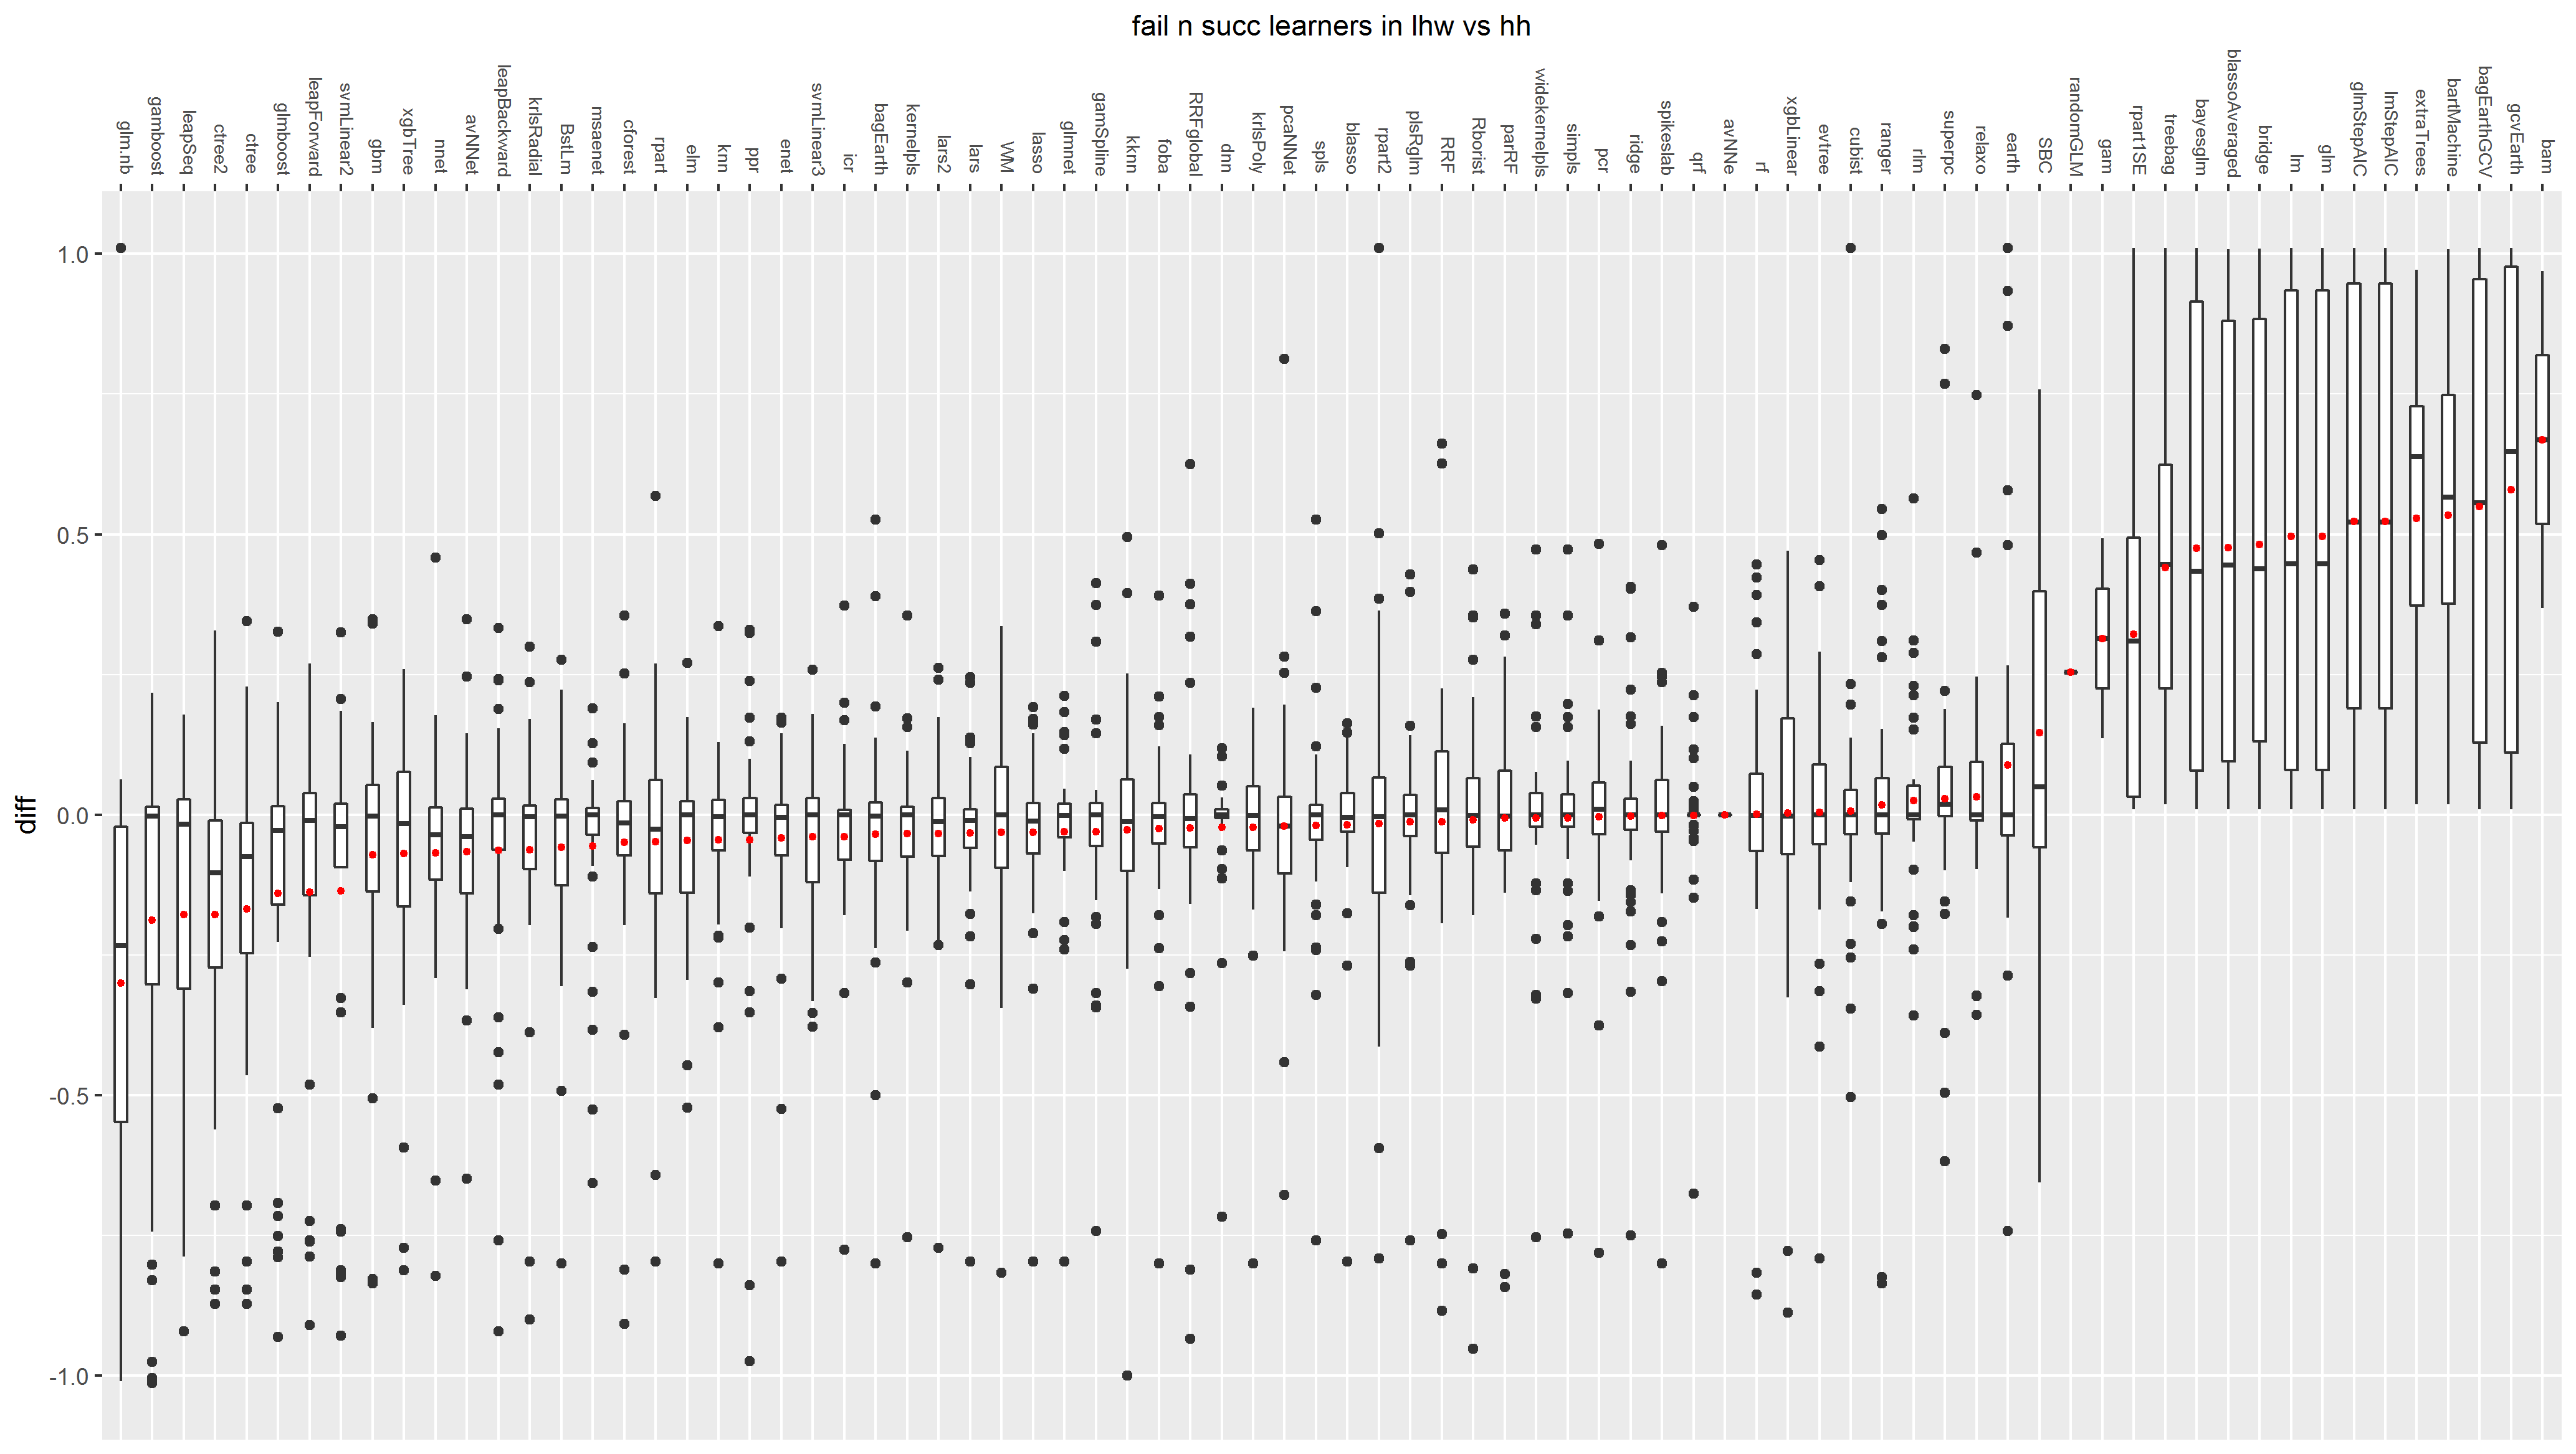 fail n succ learners in lhw vs hh
glm.nb
gamboost
leapSeq
ctree2
ctree
glmboost
leapForward
svmLinear2
gbm
xgbTree
nnet
avNNet
leapBackward
krlsRadial
BstLm
msaenet
cforest
rpart
elm
knn
ppr
enet
svmLinear3
icr
bagEarth
kernelpls
lars2
lars
WM
lasso
glmnet
gamSpline
kknn
foba
RRFglobal
dnn
krlsPoly
pcaNNet
spls
blasso
rpart2
plsRglm
RRF
Rborist
parRF
widekernelpls
simpls
pcr
ridge
spikeslab
qrf
avNNe
rf
xgbLinear
evtree
cubist
ranger
rlm
superpc
relaxo
earth
SBC
randomGLM
gam
rpart1SE
treebag
bayesglm
blassoAveraged
bridge
lm
glm
glmStepAIC
lmStepAIC
extraTrees
bartMachine
bagEarthGCV
gcvEarth
bam
1.0
0.5
0.0
-0.5
-1.0
diff